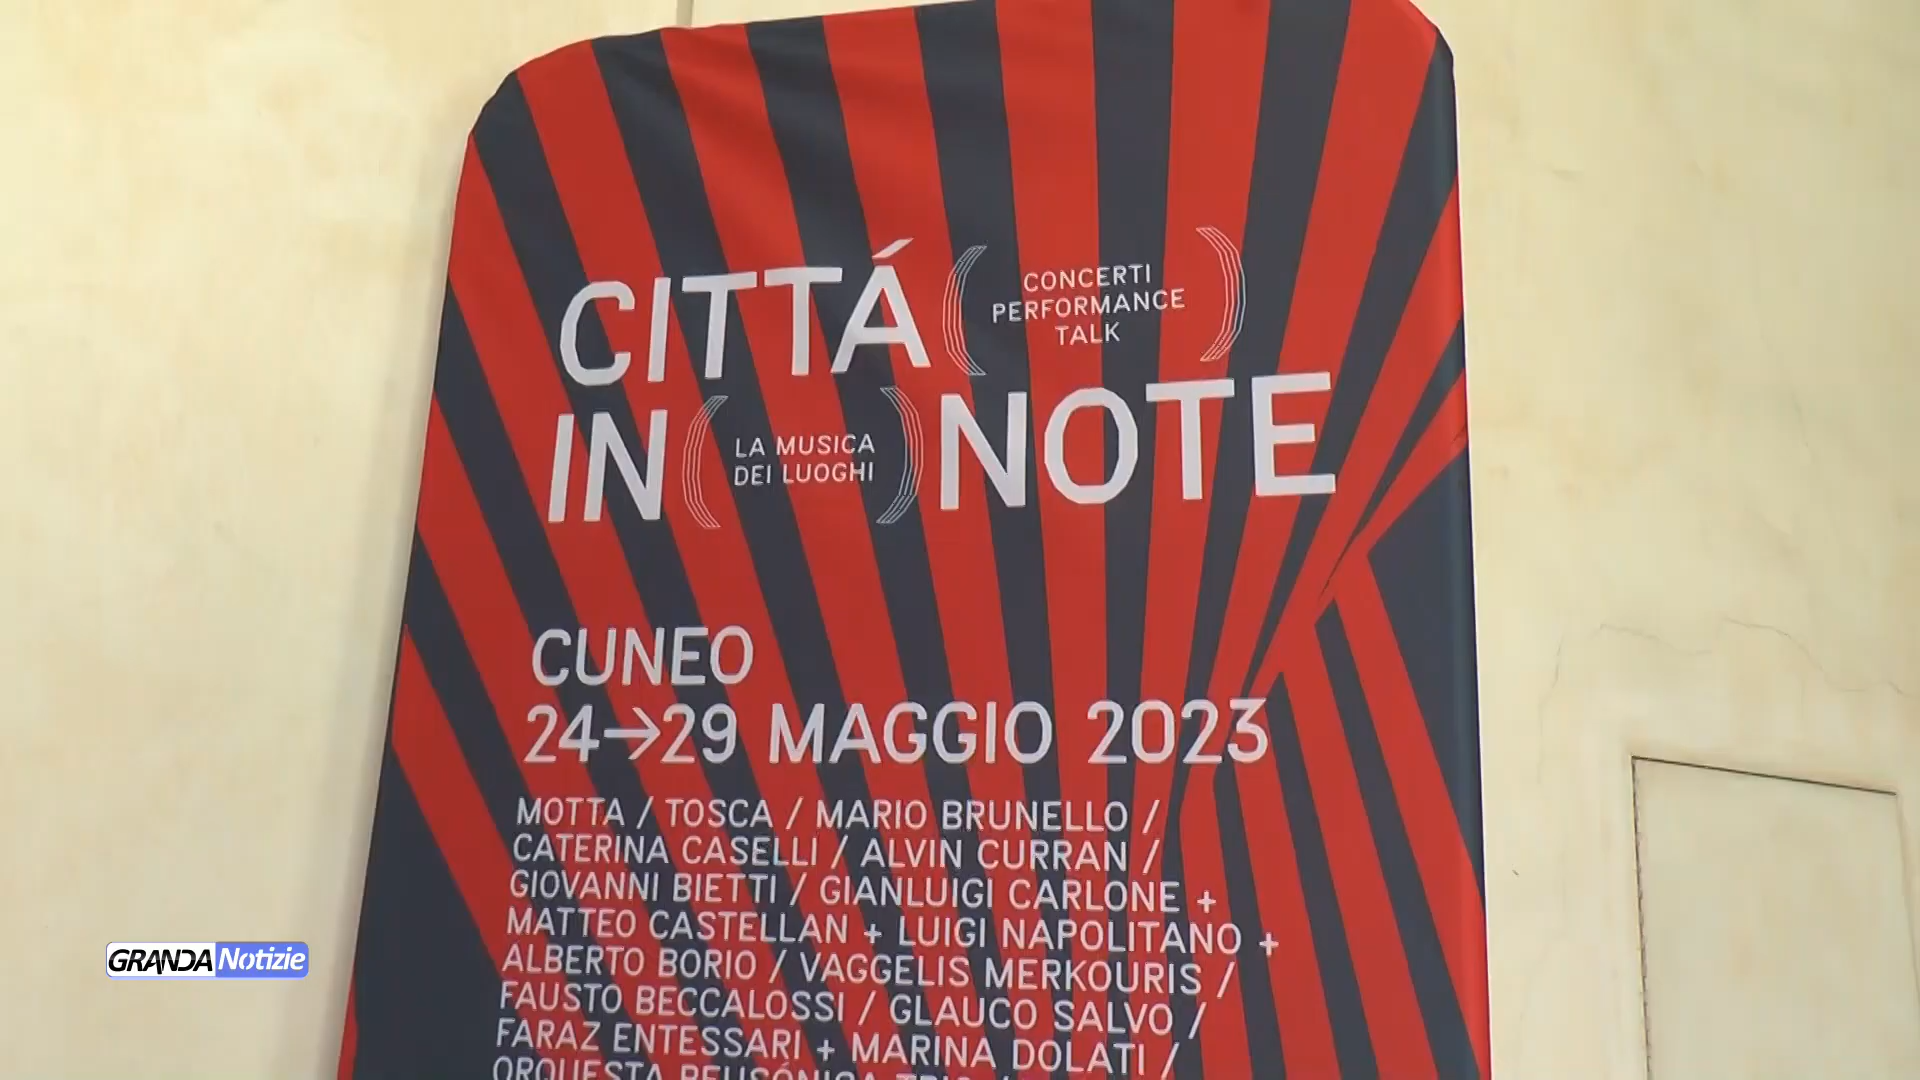 CITTÁ
CONCERTI
PERFORMANCE
TALK
IN
LA MUSICA
DEI LUOGHI
NOTE
CUNEO
24→29 MAGGIO 2023
MOTTA / TOSCA / MARIO BRUNELLO /
CATERINA CASELLI / ALVIN CURRAN /
GIOVANNI BIETTI / GIANLUIGI CARLONE +
MATTEO CASTELLAN + LUIGI NAPOLITANO +
ALBERTO BORIO / VAGGELIS MERKOURIS /
FAUSTO BECCALOSSI / GLAUCO SALVO /
FARAZ ENTESSARI + MARINA DOLATI /
ORQUESTA REUSÓNICA TRIO /
GRANDA Notizie